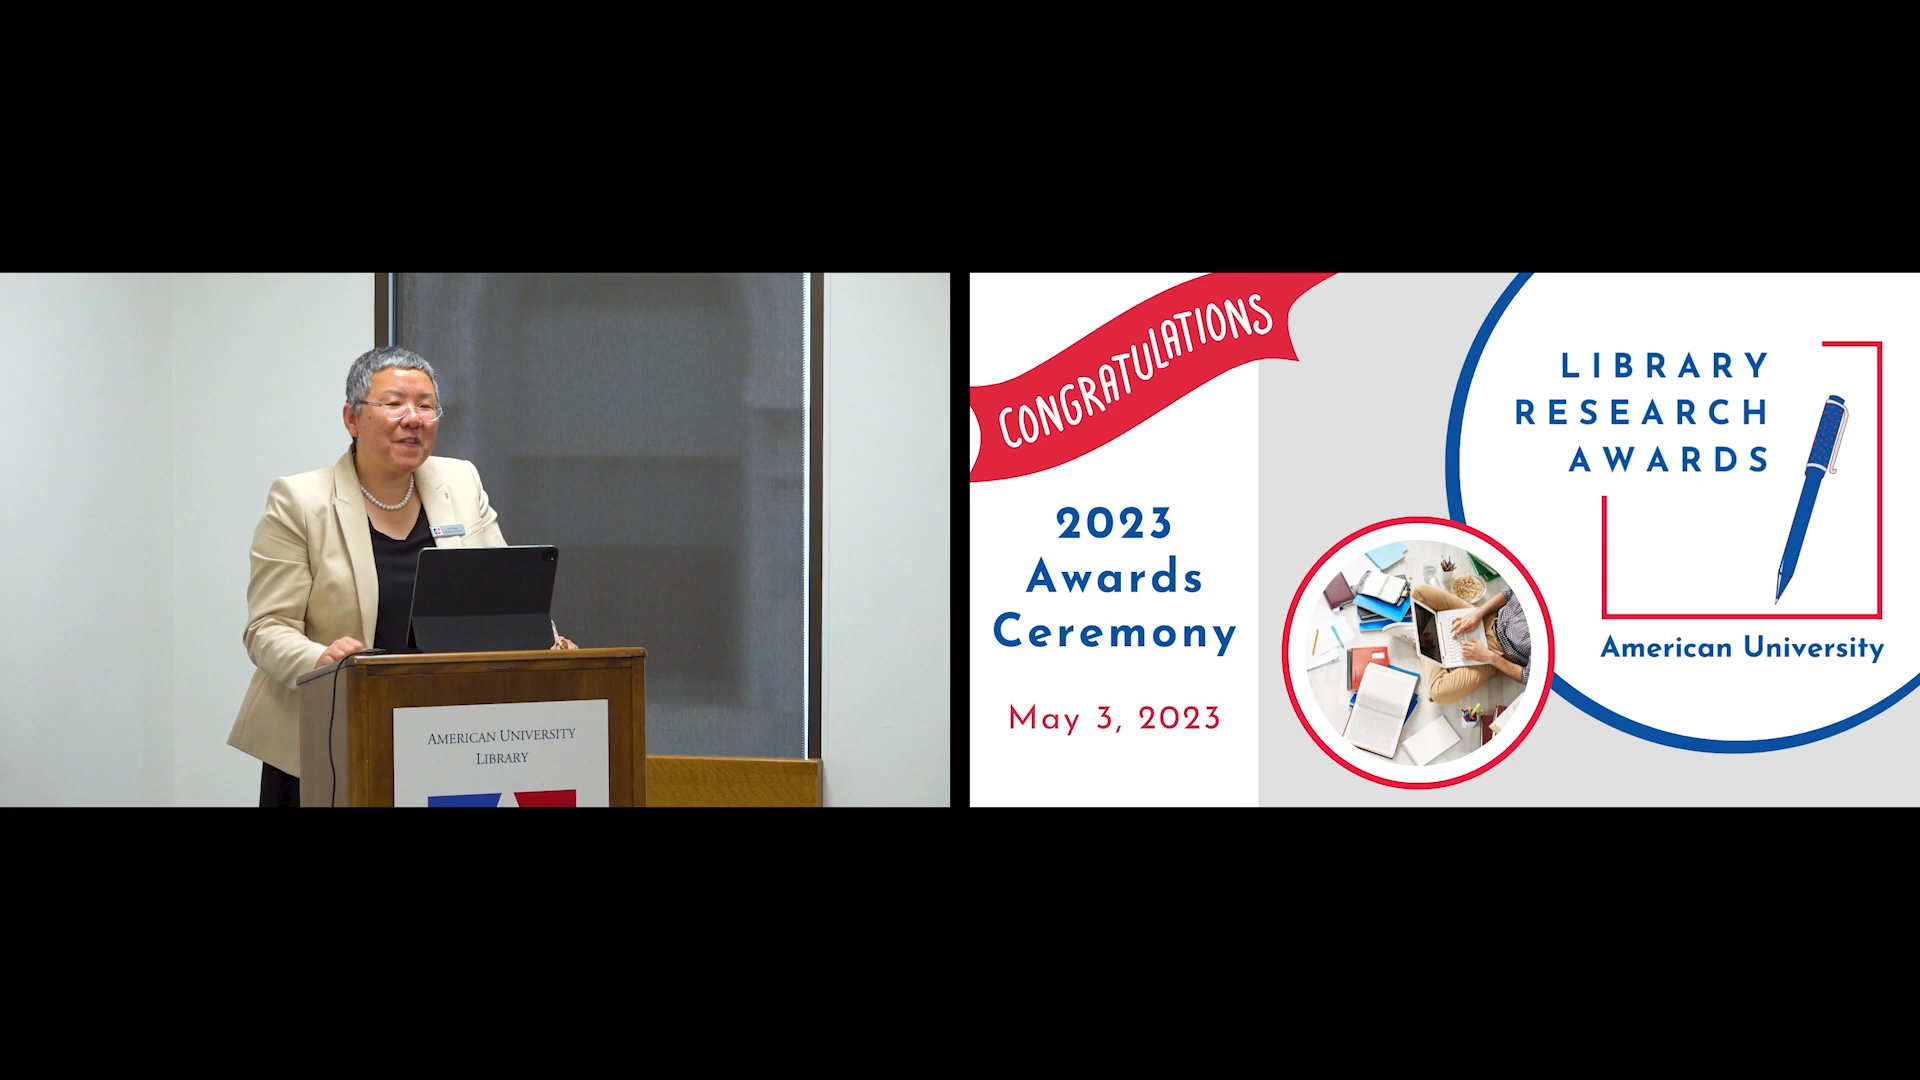 AMERICAN UNIVERSITY
LIBRARY
CONGRATULATIONS
2023
Awards
Ceremony
May 3, 2023
LIBRARY
RESEARCH
AWARDS
American University